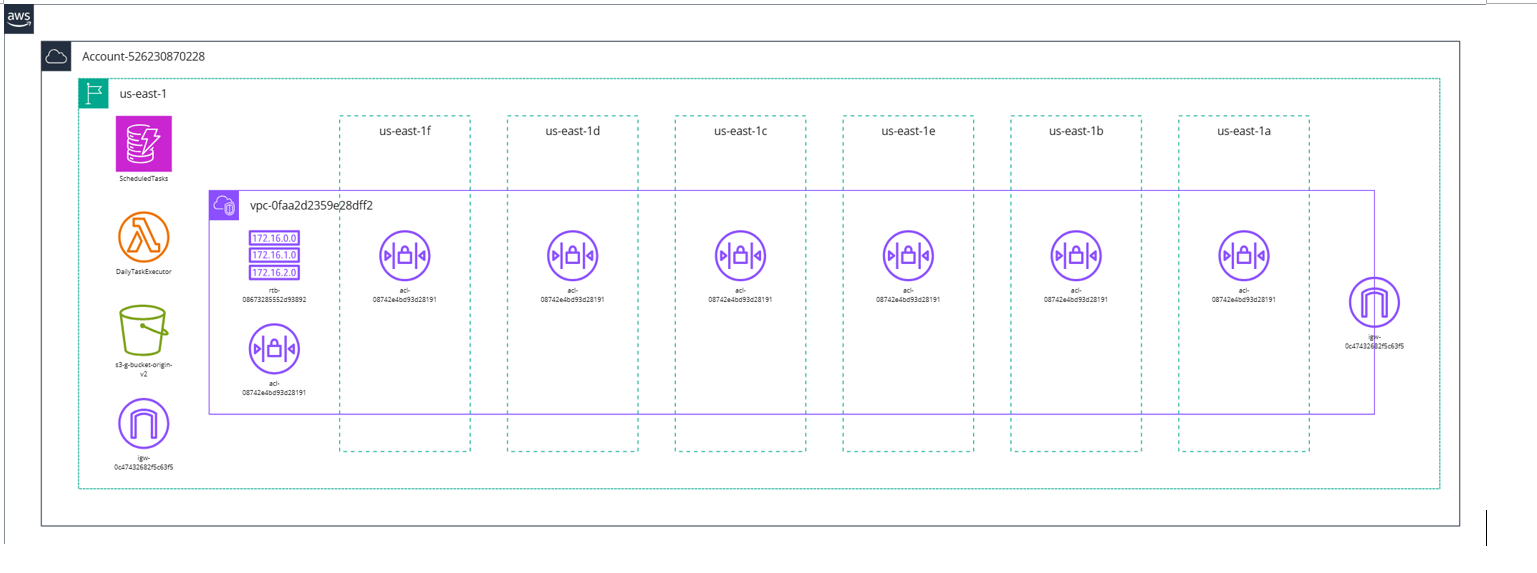 aws
Account-526230870228
us-east-1
ScheduledTasks
DailyTaskExecutor
s3-g-bucket-origin-
v2
igw-
0c47432682f5c63f5
us-east-1f
us-east-1d
us-east-1c
us-east-1e
us-east-1b
us-east-1a
vpc-0faa2d2359e28dff2
172.16.0.0
172.16.1.0
172.16.2.0
rtb-
08673285552d93892
acl-
08742e4bd93d28191
acl-
08742e4bd93d28191
acl-
08742e4bd93d28191
acl-
08742e4bd93d28191
acl-
08742e4bd93d28191
acl-
08742e4bd93d28191
acl-
08742e4bd93d28191
igw-
0c47432682f5c63f5